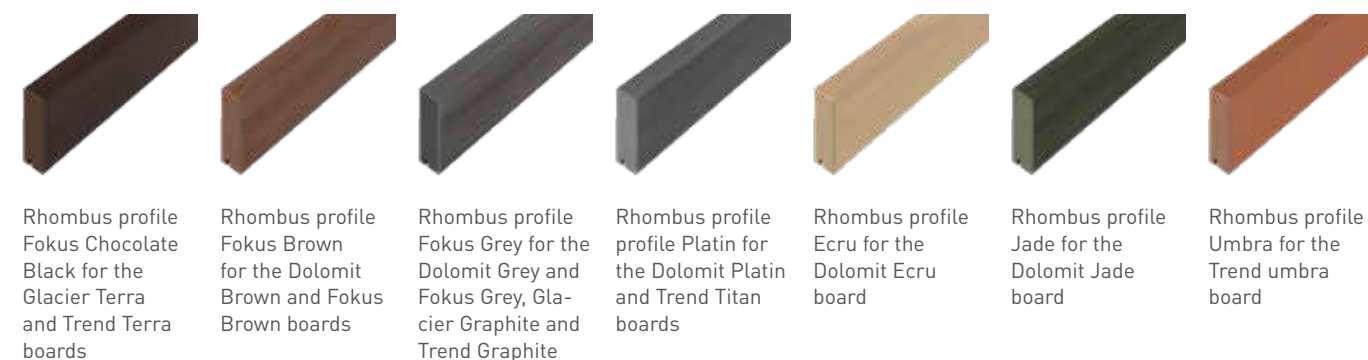 Rhombus profile
Fokus Chocolate
Black for the
Glacier Terra
and Trend Terra
boards
Rhombus profile
Fokus Brown
for the Dolomit
Brown and Fokus
Brown boards
Rhombus profile
Fokus Grey for the
Dolomit Grey and
Fokus Grey, Gla-
cier Graphite and
Trend Graphite
Rhombus profile
profile Platin for
the Dolomit Platin
and Trend Titan
boards
Rhombus profile
Ecru for the
Dolomit Ecru
board
Rhombus profile
Jade for the
Dolomit Jade
board
Rhombus profile
Umbra for the
Trend umbra
board